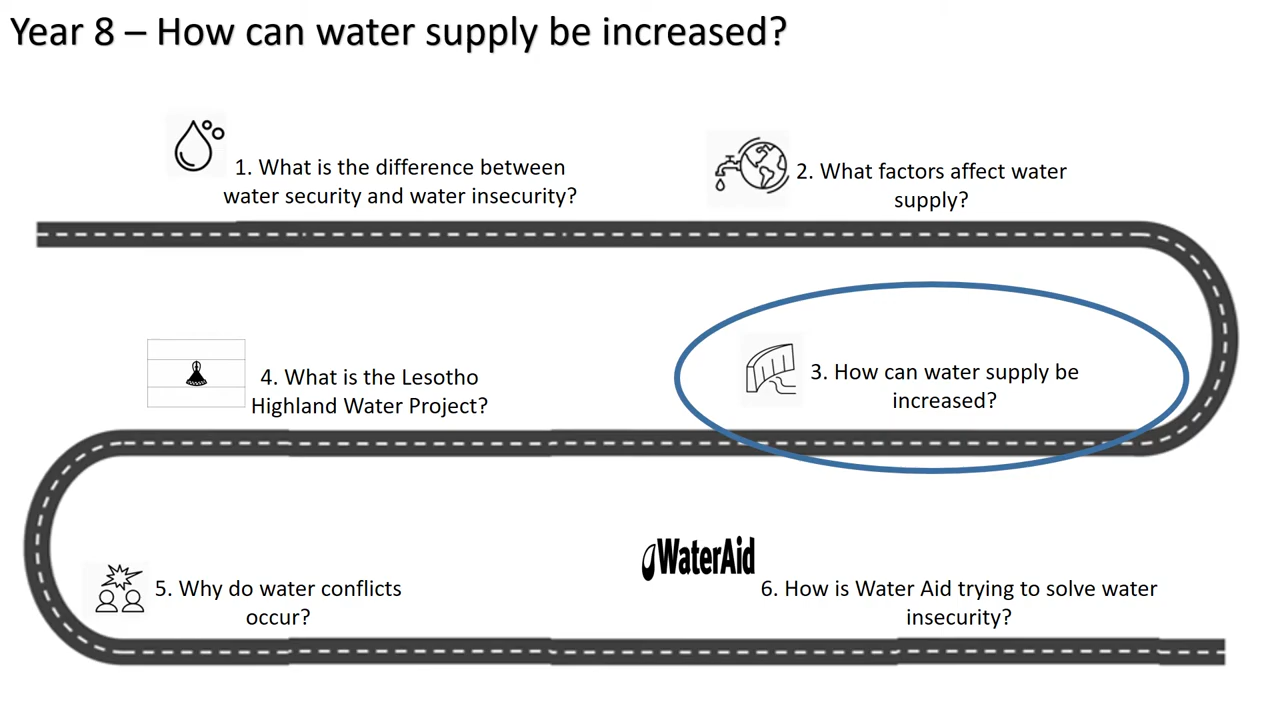 Year 8 – How can water supply be increased?
1. What is the difference between
water security and water insecurity?
2. What factors affect water
supply?
3. How can water supply be
increased?
4. What is the Lesotho
Highland Water Project?
5. Why do water conflicts
occur?
WaterAid
6. How is Water Aid trying to solve water
insecurity?